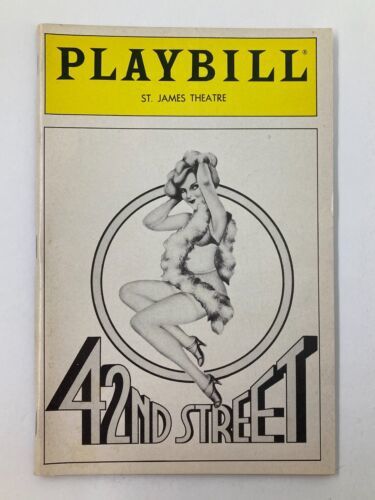 PLAYBILL®
ST. JAMES THEATRE
42ND STREET